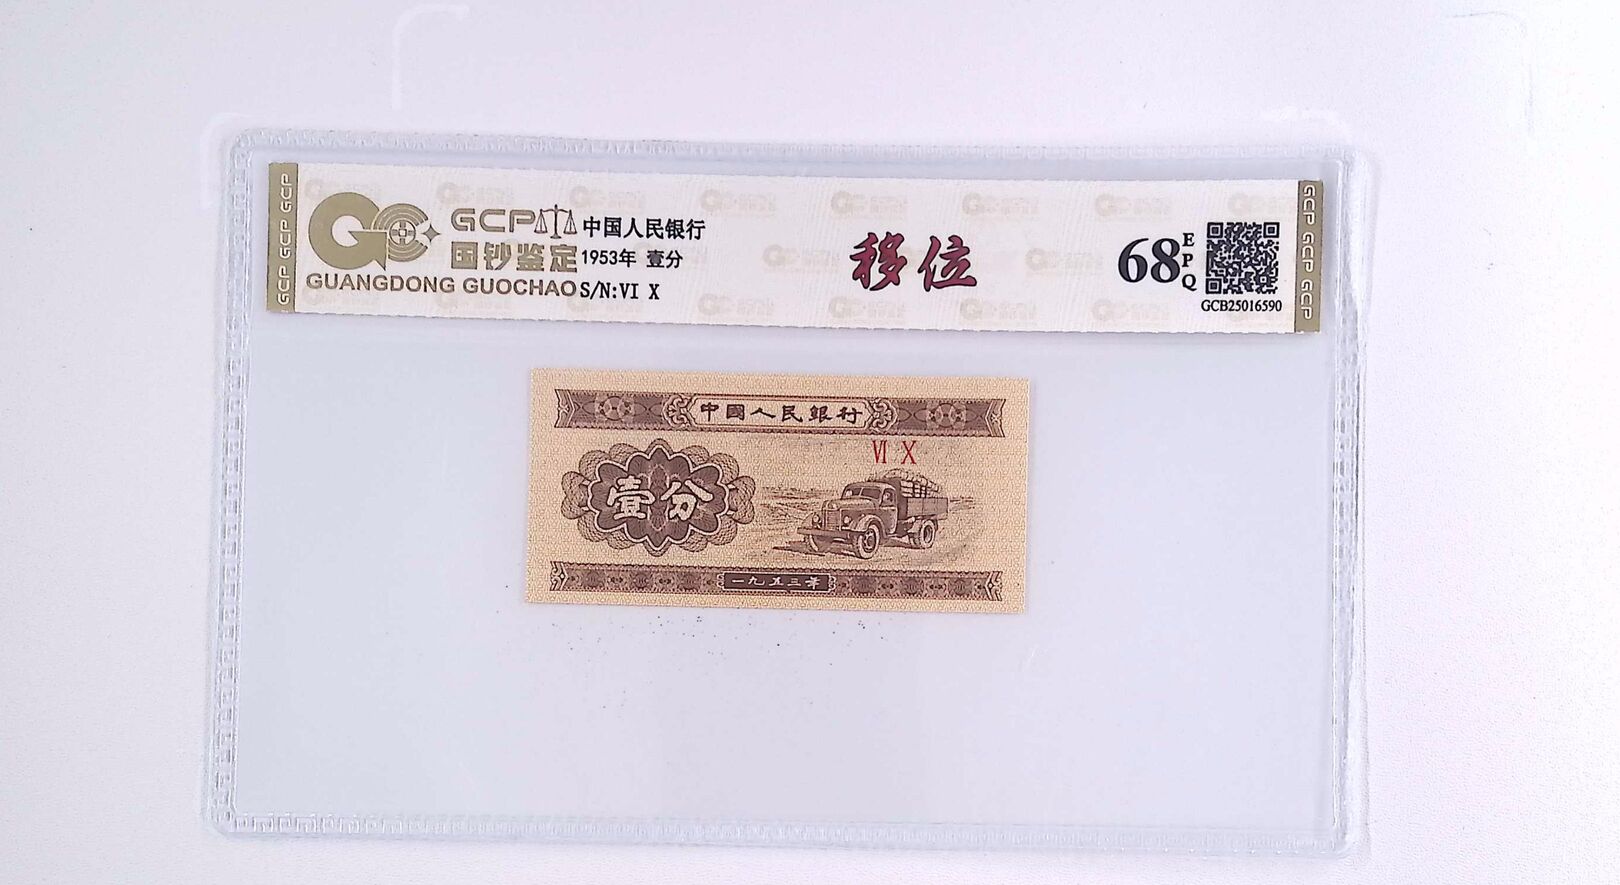 GCP GCP GCP
GCP
国钞鉴定
GUANGDONG GUOCHAO
中国人民银行
1953年 壹分
S/N:VI X
移位
68
EPQ
GCB25016590
GCP GCP GCP
中国人民銀行
VI X
壹分
一九五三年